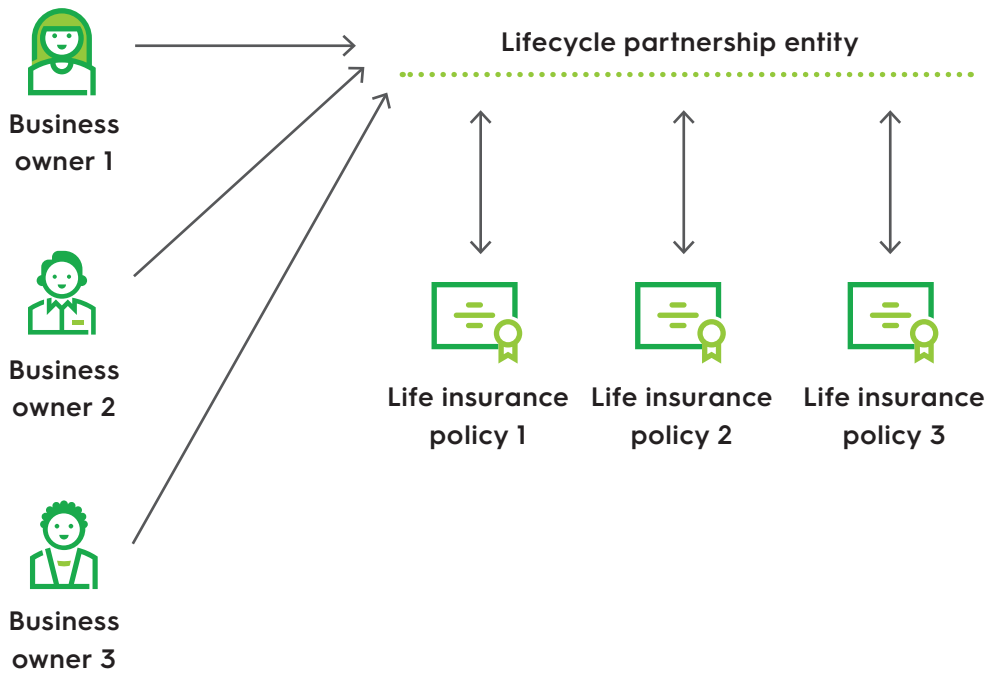 Lifecycle partnership entity
Business
owner 1
Business
owner 2
Life insurance
policy 1
Life insurance
policy 2
Life insurance
policy 3
Business
owner 3